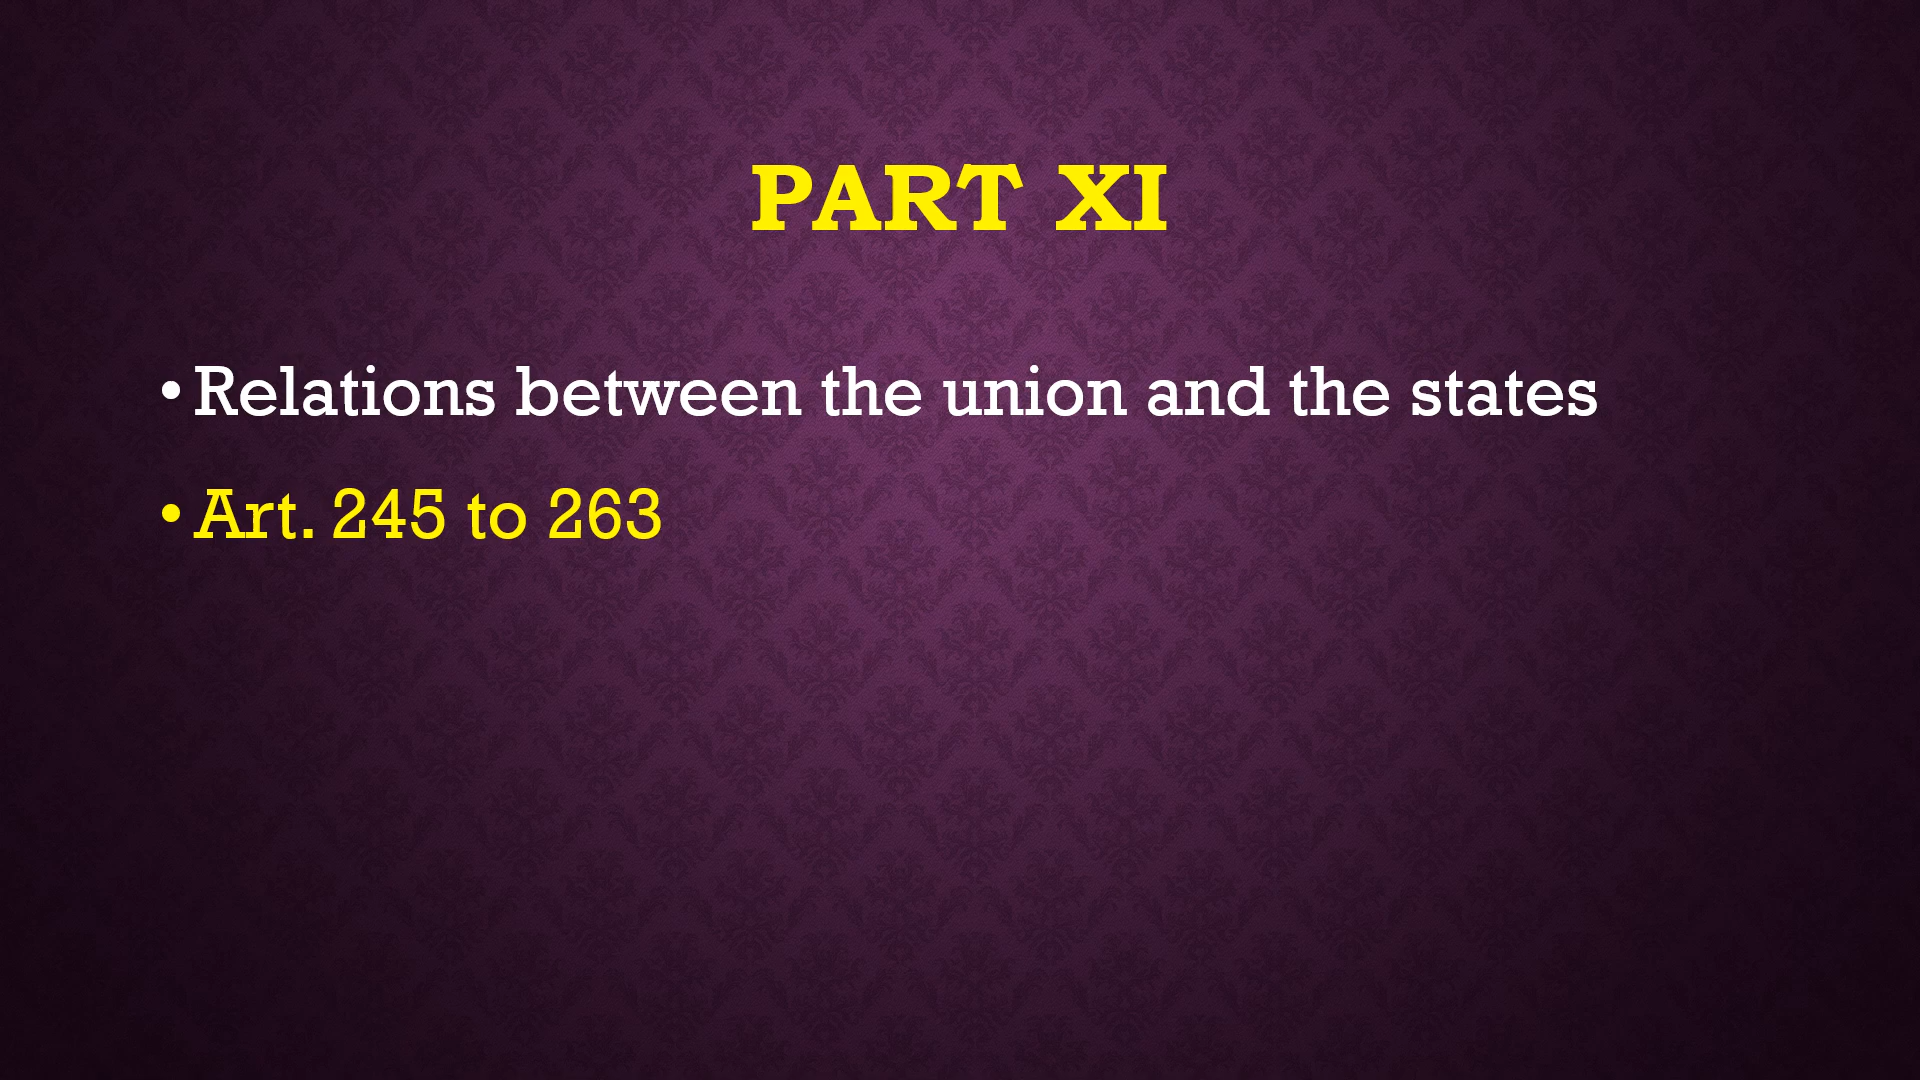 PART XI
•Relations between the union and the states
•Art. 245 to 263